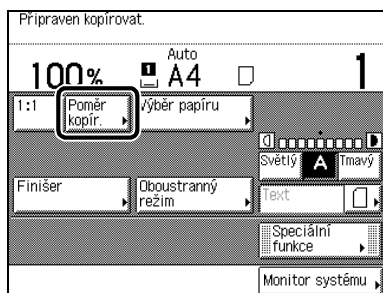 Připraven kopírovat.
100% 1 Auto A4 1
1:1 Poměr kopír. Výběr papíru
Světlý A Tmavý
Finišer Oboustranný režim Text
Speciální funkce
Monitor systému